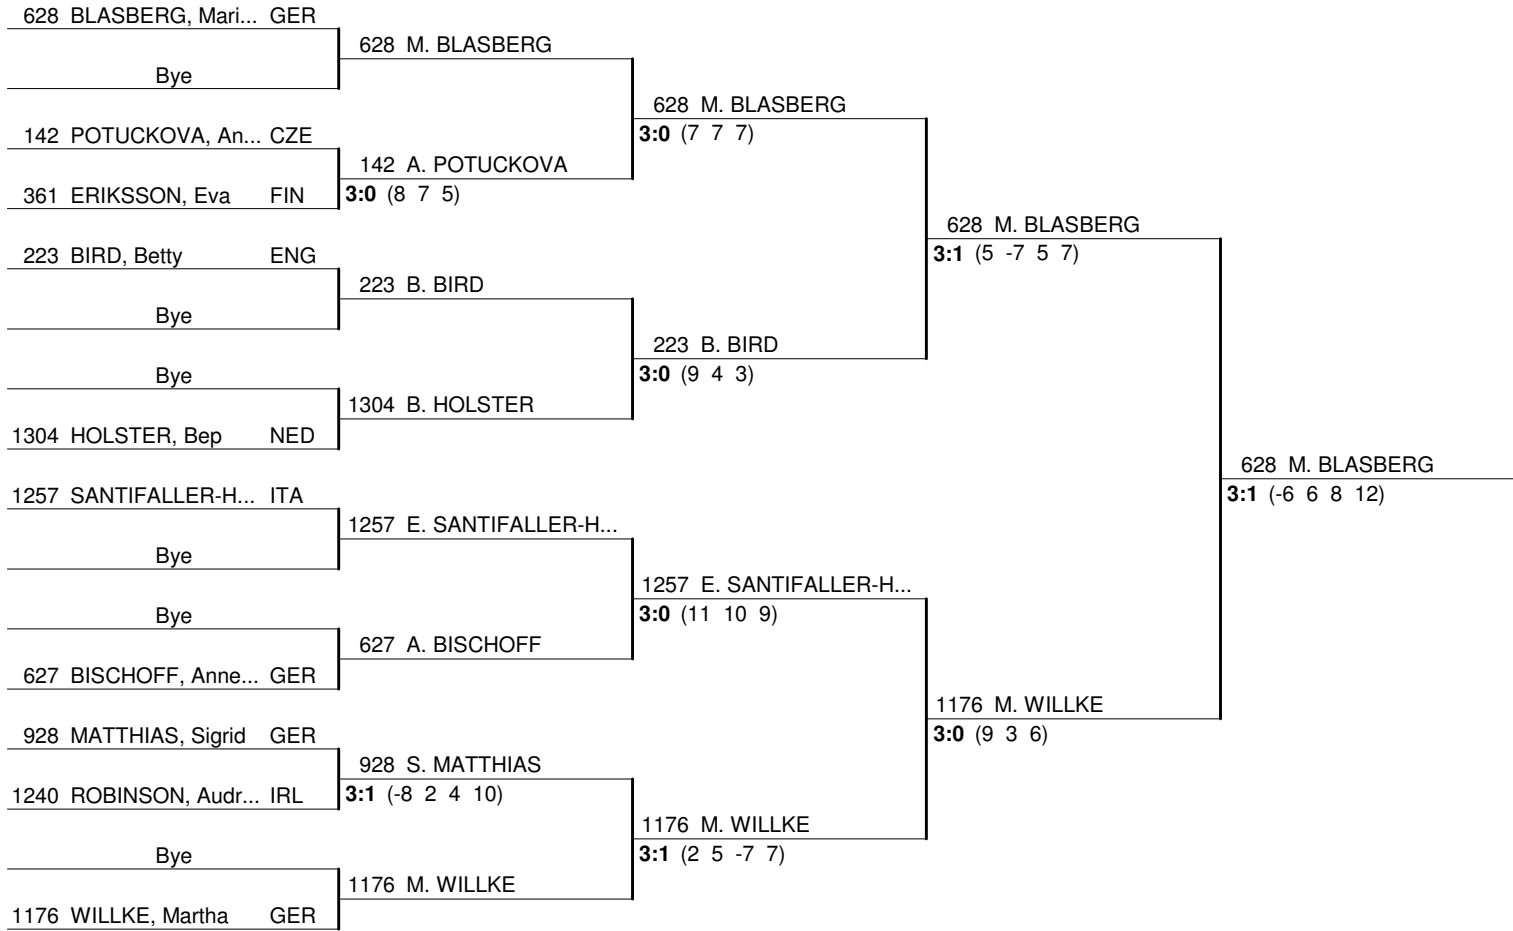 628 BLASBERG, Mari... GER
628 M. BLASBERG
Bye
628 M. BLASBERG
3:0 (7 7 7)
142 POTUCKOVA, An... CZE
142 A. POTUCKOVA
3:0 (8 7 5)
361 ERIKSSON, Eva FIN
628 M. BLASBERG
3:1 (5 -7 5 7)
223 BIRD, Betty ENG
223 B. BIRD
Bye
223 B. BIRD
3:0 (9 4 3)
Bye
1304 B. HOLSTER
1304 HOLSTER, Bep NED
628 M. BLASBERG
3:1 (-6 6 8 12)
1257 SANTIFALLER-H... ITA
1257 E. SANTIFALLER-H...
Bye
1257 E. SANTIFALLER-H...
3:0 (11 10 9)
Bye
627 A. BISCHOFF
627 BISCHOFF, Anne... GER
1176 M. WILLKE
3:0 (9 3 6)
928 MATTHIAS, Sigrid GER
928 S. MATTHIAS
3:1 (-8 2 4 10)
1240 ROBINSON, Audr... IRL
1176 M. WILLKE
3:1 (2 5 -7 7)
Bye
1176 M. WILLKE
1176 WILLKE, Martha GER